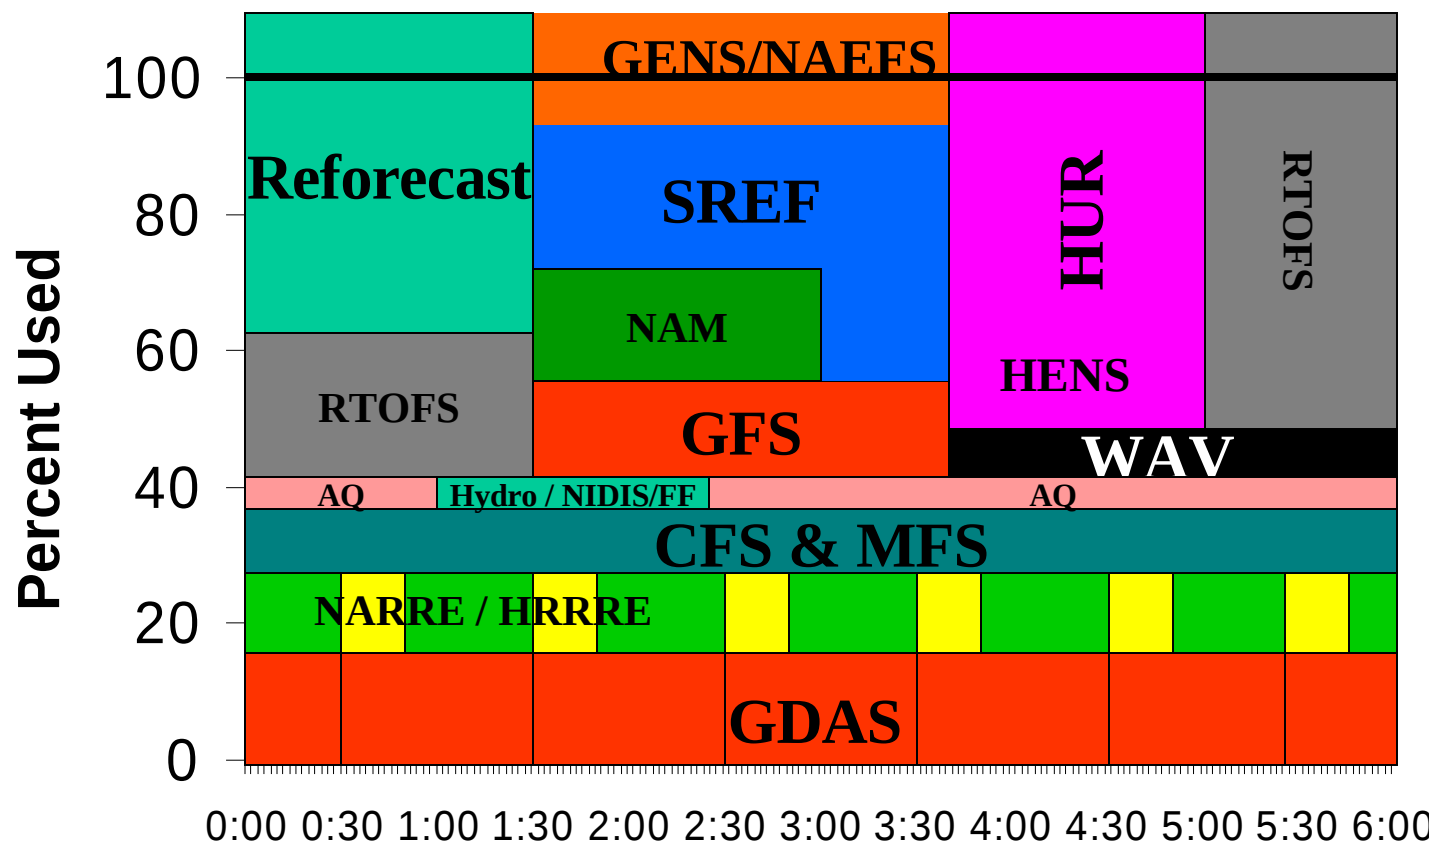 GENS/NAEFS
100
Reforecast
SREF
HUR
RTOFS
80
NAM
60
HENS
RTOFS
GFS
WAV
Percent Used
40
AQ
Hydro / NIDIS/FF
AQ
CFS & MFS
20
NARRE / HRRRE
GDAS
0
0:00 0:30 1:00 1:30 2:00 2:30 3:00 3:30 4:00 4:30 5:00 5:30 6:00